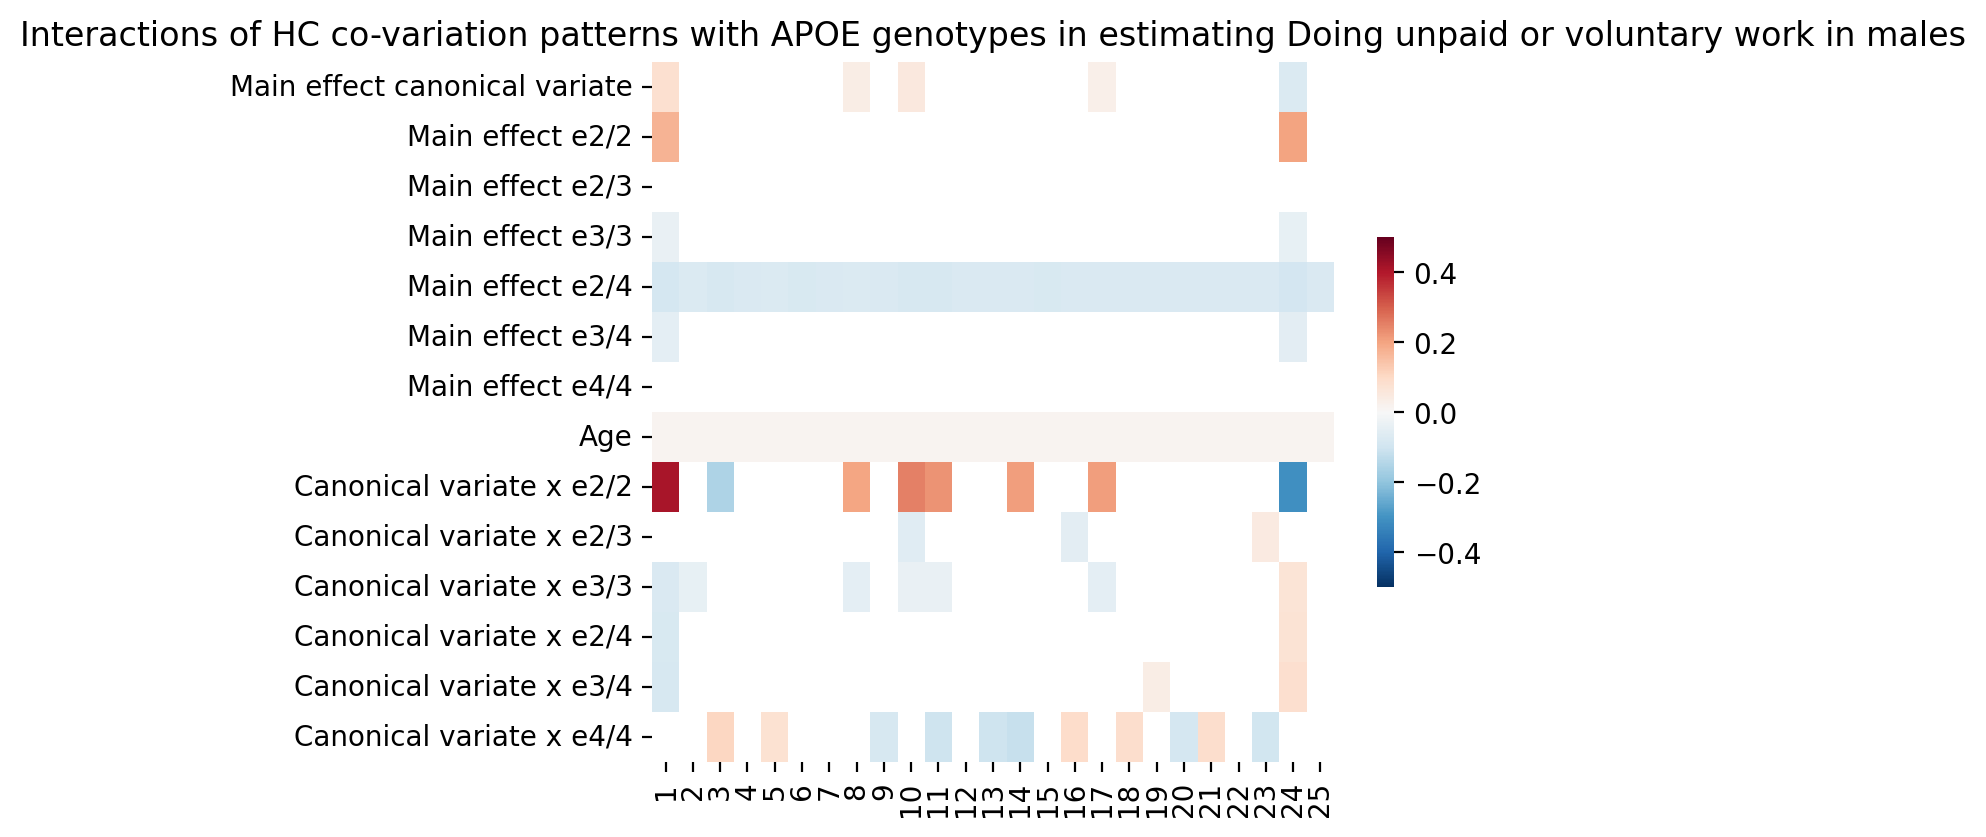 Interactions of HC co-variation patterns with APOE genotypes in estimating Doing unpaid or voluntary work in males
Main effect canonical variate
Main effect e2/2
Main effect e2/3
Main effect e3/3
Main effect e2/4
Main effect e3/4
Main effect e4/4
Age
Canonical variate x e2/2
Canonical variate x e2/3
Canonical variate x e3/3
Canonical variate x e2/4
Canonical variate x e3/4
Canonical variate x e4/4
1
2
3
4
5
6
7
8
9
10
11
12
13
14
15
16
17
18
19
20
21
22
23
24
25
0.4
0.2
0.0
−0.2
−0.4